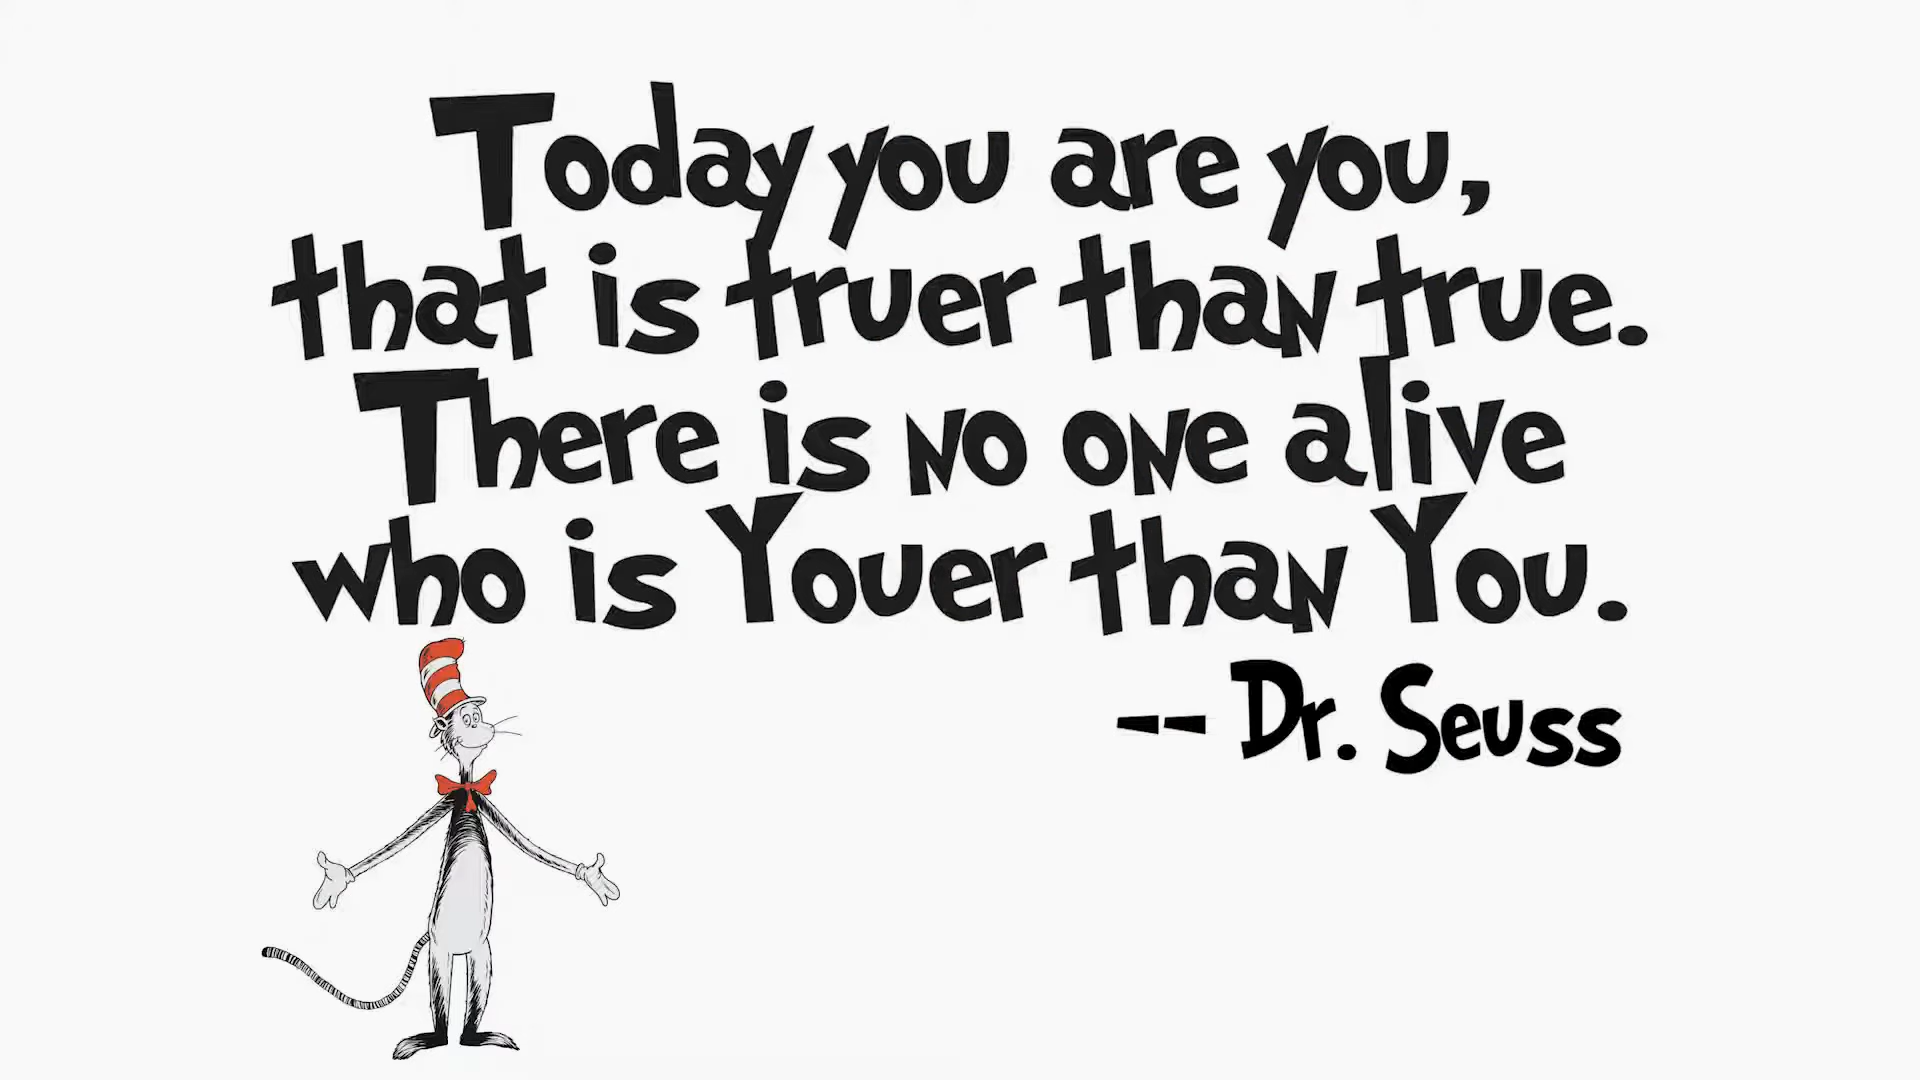 Today you are you,
that is truer than true.
There is no one alive
who is Youer than You.
-- Dr. Seuss